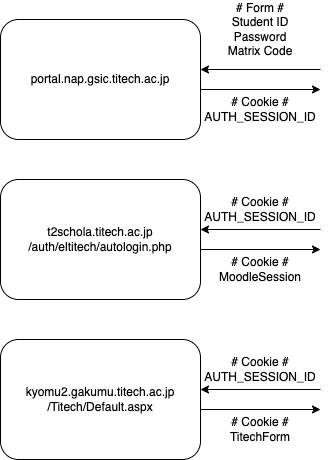 # Form #
Student ID
Password
Matrix Code
portal.nap.gsic.titech.ac.jp
# Cookie #
AUTH_SESSION_ID
# Cookie #
AUTH_SESSION_ID
t2schola.titech.ac.jp
/auth/eltitech/autologin.php
# Cookie #
MoodleSession
# Cookie #
AUTH_SESSION_ID
kyomu2.gakumu.titech.ac.jp
/Titech/Default.aspx
# Cookie #
TitechForm